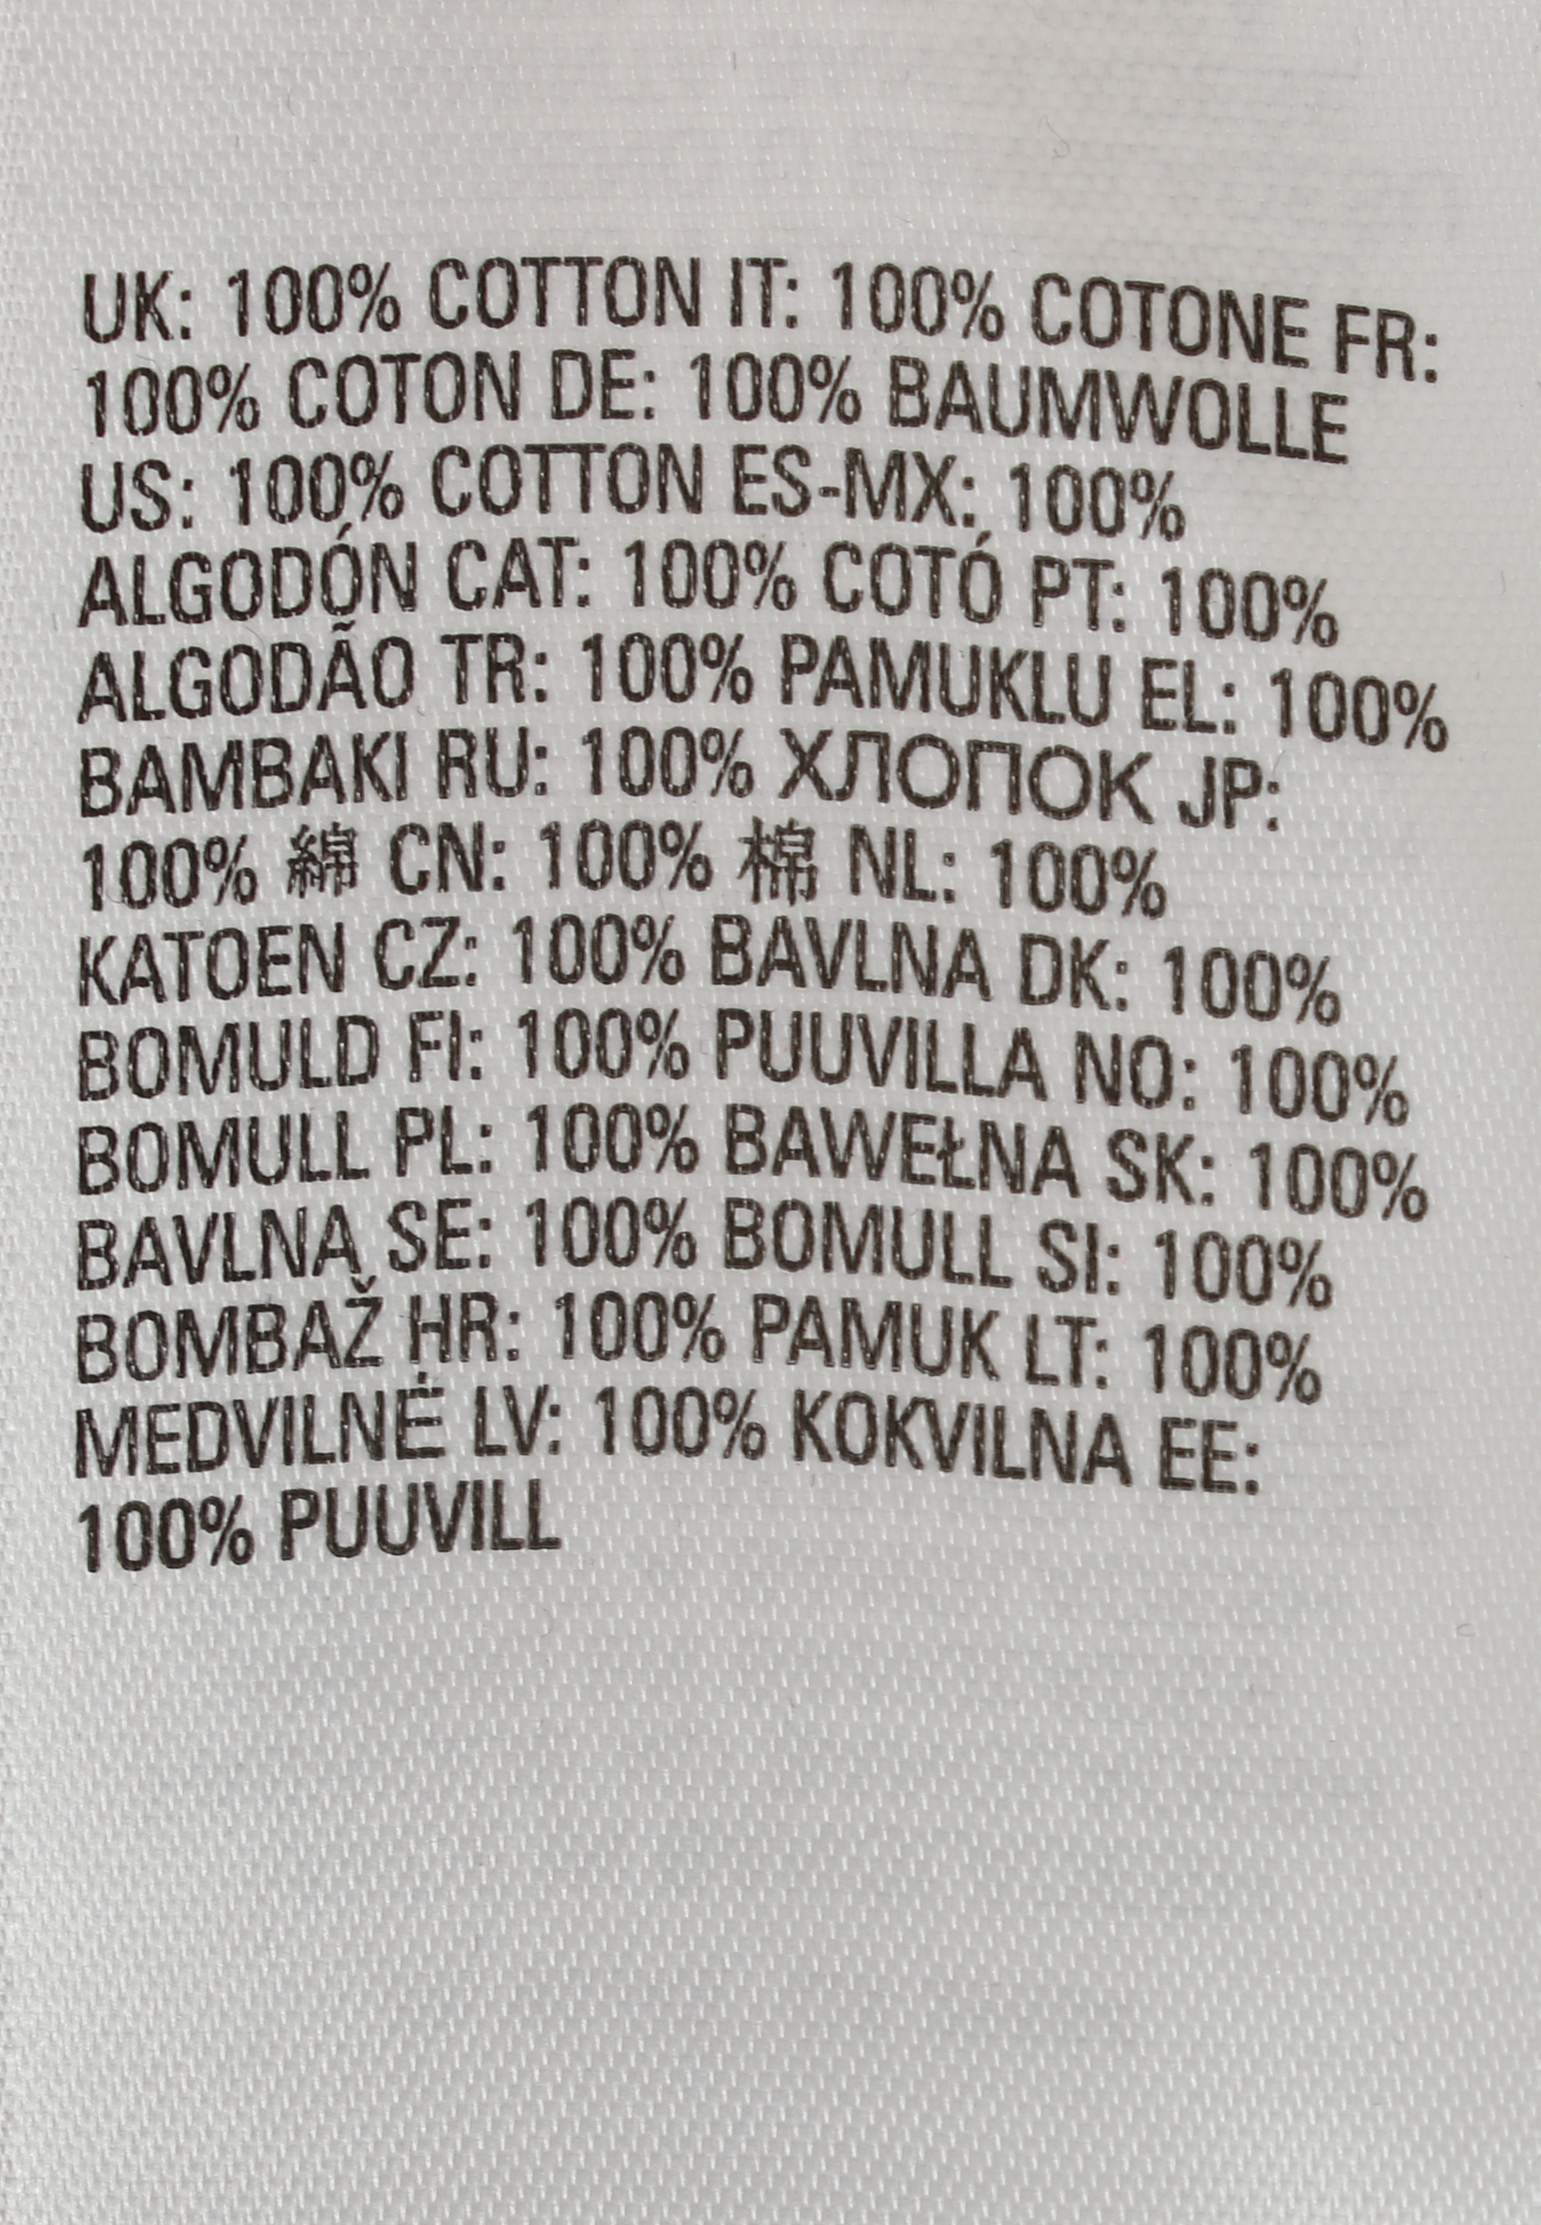 UK: 100% COTTON IT: 100% COTONE FR:
100% COTON DE: 100% BAUMWOLLE
US: 100% COTTON ES-MX: 100%
ALGODÓN CAT: 100% COTÓ PT: 100%
ALGODÃO TR: 100% PAMUKLU EL: 100%
BAMBAKI RU: 100% ХЛОПОК JP:
100% 綿 CN: 100% 棉 NL: 100%
KATOEN CZ: 100% BAVLNA DK: 100%
BOMULD FI: 100% PUUVILLA NO: 100%
BOMULL PL: 100% BAWEŁNA SK: 100%
BAVLNA SE: 100% BOMULL SI: 100%
BOMBAŽ HR: 100% PAMUK LT: 100%
MEDVILNĖ LV: 100% KOKVILNA EE:
100% PUUVILL